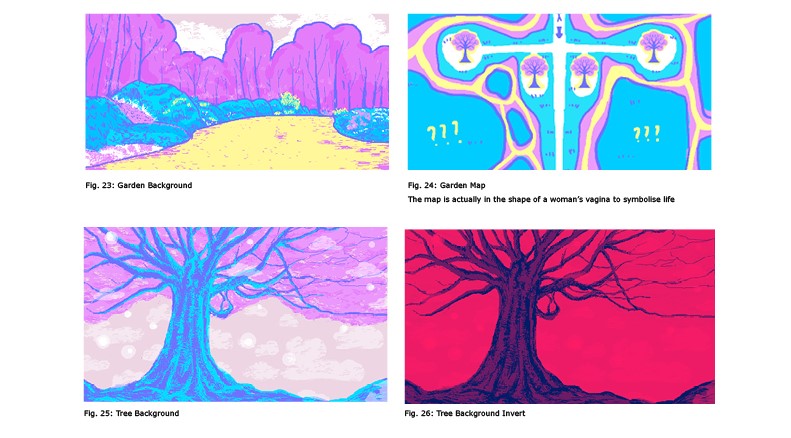 ???
???
Fig. 23: Garden Background
Fig. 24: Garden Map
The map is actually in the shape of a woman's vagina to symbolise life
Fig. 25: Tree Background
Fig. 26: Tree Background Invert